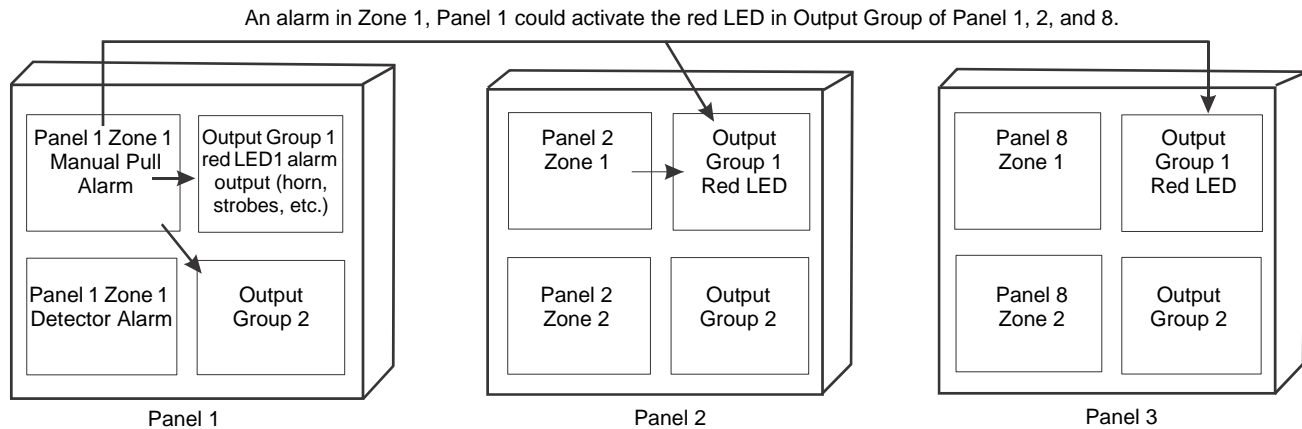 An alarm in Zone 1, Panel 1 could activate the red LED in Output Group of Panel 1, 2, and 8.
Panel 1 Zone 1
Manual Pull
Alarm
Output Group 1
red LED1 alarm
output (horn,
strobes, etc.)
Panel 1 Zone 1
Detector Alarm
Output
Group 2
Panel 1
Panel 2
Zone 1
Output
Group 1
Red LED
Panel 2
Zone 2
Output
Group 2
Panel 2
Panel 8
Zone 1
Output
Group 1
Red LED
Panel 8
Zone 2
Output
Group 2
Panel 3